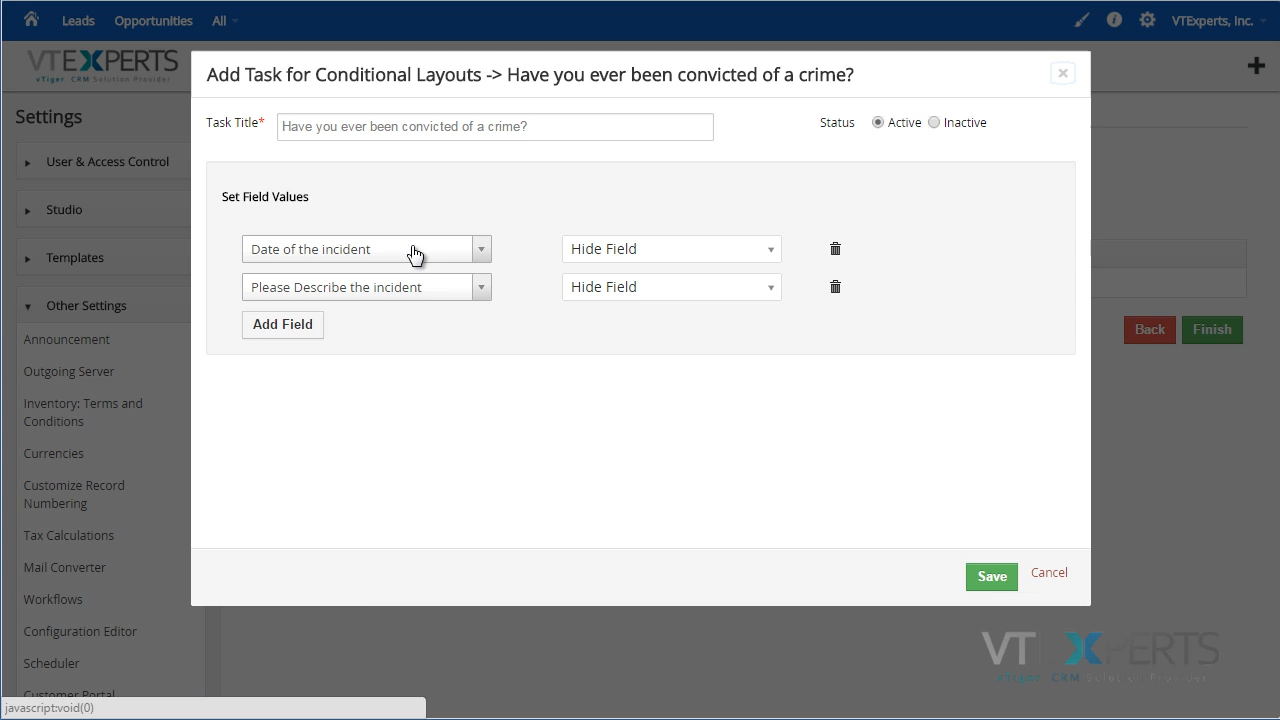 Leads Opportunities All VTExperts, Inc.
VTEXPERTS
vTiger CRM Solution Provider
Add Task for Conditional Layouts -> Have you ever been convicted of a crime?
Settings
Task Title* Have you ever been convicted of a crime? Status Active Inactive
User & Access Control
Set Field Values
Studio
Date of the incident Hide Field
Templates
Please Describe the incident Hide Field
Other Settings
Add Field
Back Finish
Announcement
Outgoing Server
Inventory: Terms and
Conditions
Currencies
Customize Record
Numbering
Tax Calculations
Mail Converter
Save Cancel
Workflows
Configuration Editor
Scheduler
Customer Portal
VTEXPERTS
vTiger CRM Solution Provider
javascript:void(0)